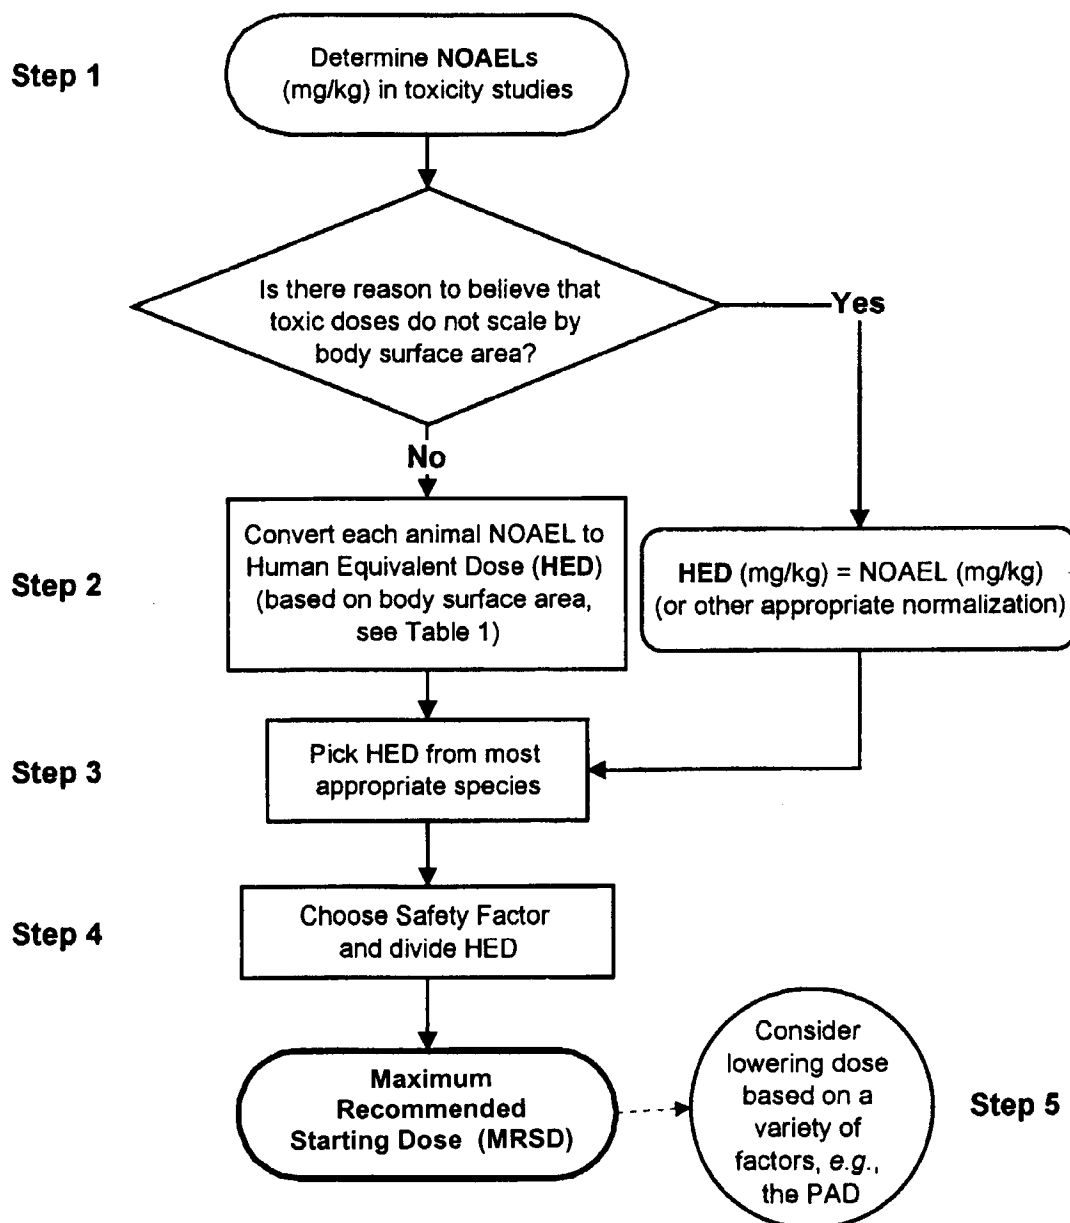 Step 1
Determine NOAELs
(mg/kg) in toxicity studies
Is there reason to believe that
toxic doses do not scale by
body surface area?
Yes
No
Step 2
Convert each animal NOAEL to
Human Equivalent Dose (HED)
(based on body surface area,
see Table 1)
HED (mg/kg) = NOAEL (mg/kg)
(or other appropriate normalization)
Step 3
Pick HED from most
appropriate species
Step 4
Choose Safety Factor
and divide HED
Maximum
Recommended
Starting Dose (MRSD)
Consider
lowering dose
based on a
variety of
factors, e.g.,
the PAD
Step 5